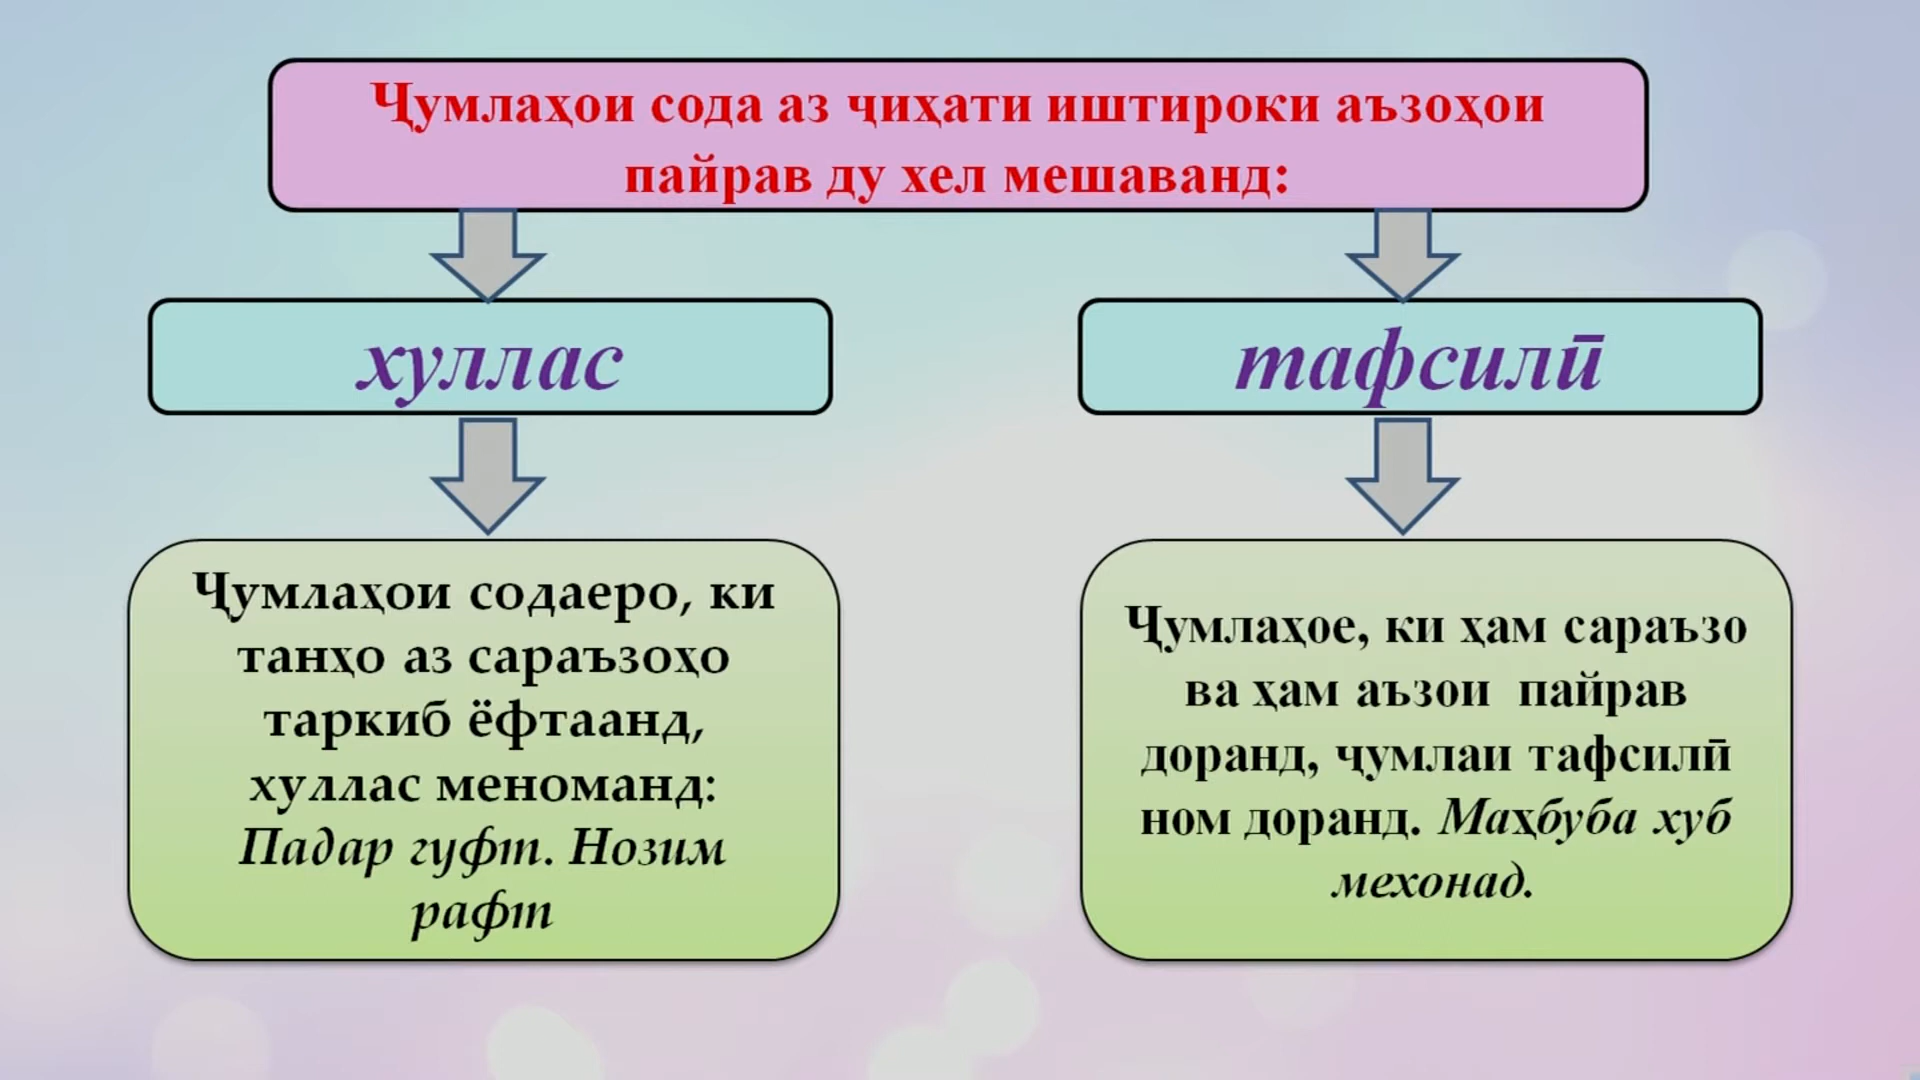 Ҷумлаҳои сода аз ҷиҳати иштироки аъзоҳои
пайрав ду хел мешаванд:
хуллас
тафсилӣ
Ҷумлаҳои содаеро, ки
танҳо аз сараъзоҳо
таркиб ёфтаанд,
хуллас меноманд:
Падар гуфт. Нозим
рафт
Ҷумлаҳое, ки ҳам сараъзо
ва ҳам аъзои пайрав
доранд, ҷумлаи тафсилӣ
ном доранд. Маҳбуба хуб
мехонад.